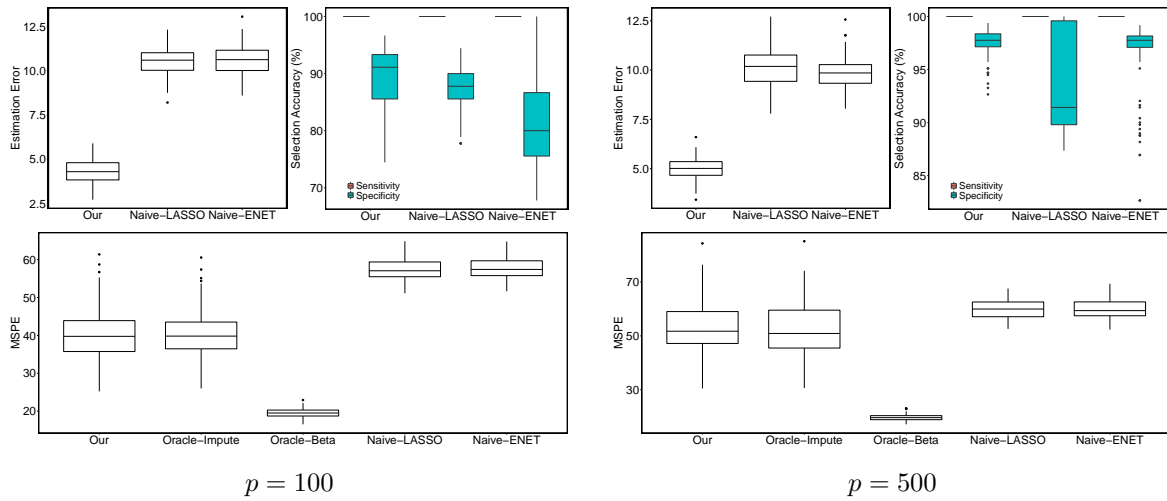 Estimation Error
12.5
10.0
7.5
5.0
2.5
Our
Naive−LASSO
Naive−ENET
Selection Accuracy (%)
100
90
80
70
Sensitivity
Specificity
Our
Naive−LASSO
Naive−ENET
MSPE
60
50
40
30
20
Our
Oracle−Impute
Oracle−Beta
Naive−LASSO
Naive−ENET
p = 100
Estimation Error
12.5
10.0
7.5
5.0
Our
Naive−LASSO
Naive−ENET
Selection Accuracy (%)
100
95
90
85
Sensitivity
Specificity
Our
Naive−LASSO
Naive−ENET
MSPE
70
50
30
Our
Oracle−Impute
Oracle−Beta
Naive−LASSO
Naive−ENET
p = 500